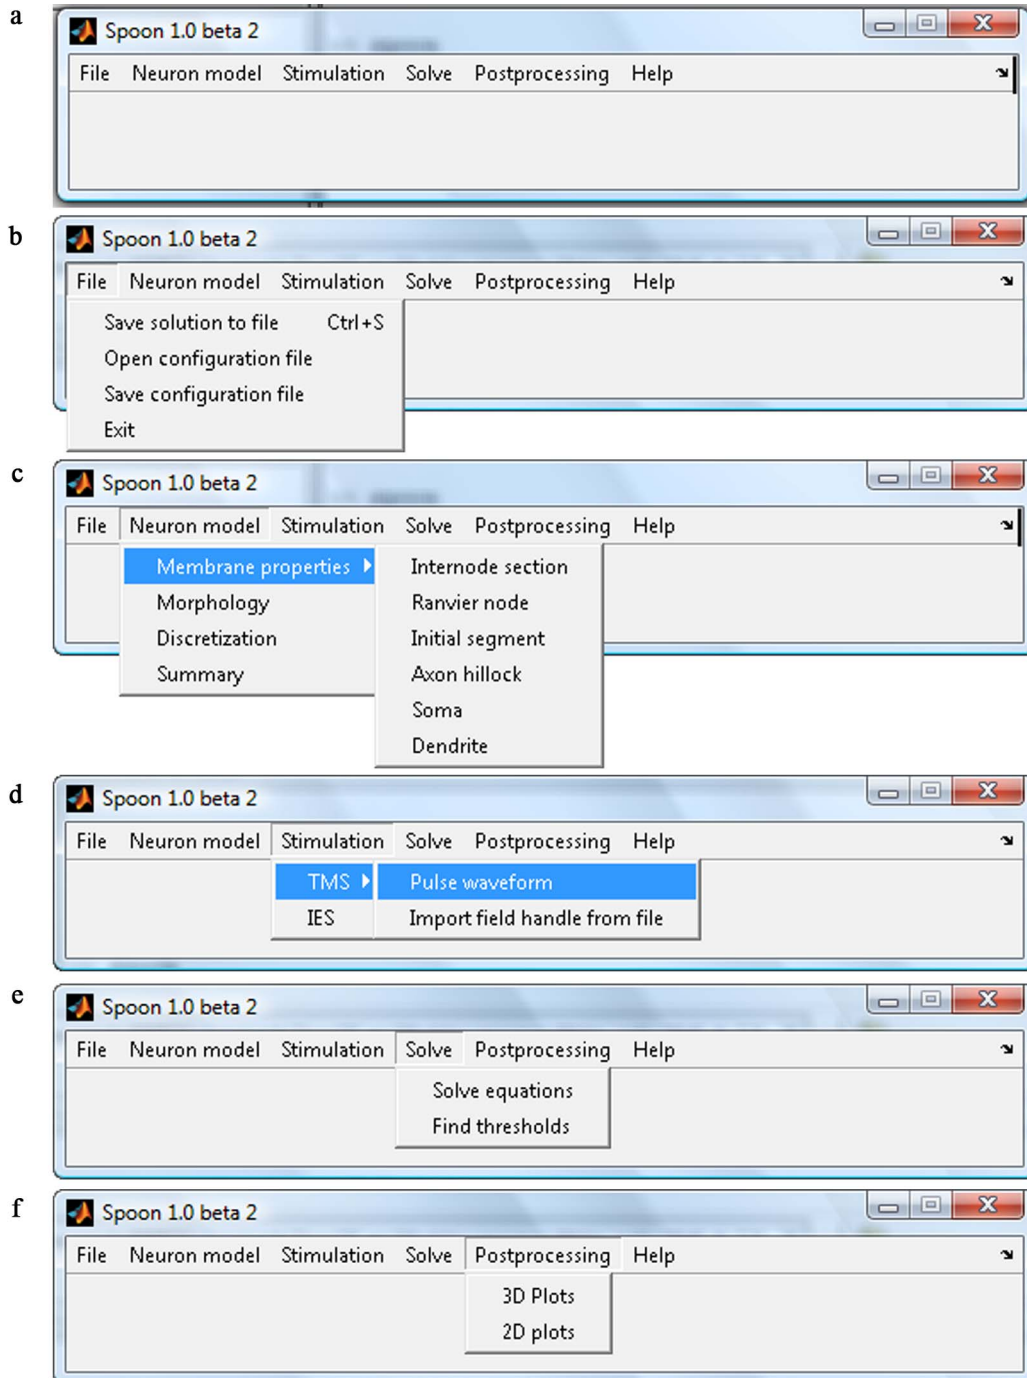 a
Spoon 1.0 beta 2
File Neuron model Stimulation Solve Postprocessing Help
b
Spoon 1.0 beta 2
File Neuron model Stimulation Solve Postprocessing Help
Save solution to file Ctrl+S
Open configuration file
Save configuration file
Exit
c
Spoon 1.0 beta 2
File Neuron model Stimulation Solve Postprocessing Help
Membrane properties Internode section
Morphology Ranvier node
Discretization Initial segment
Summary Axon hillock
Soma
Dendrite
d
Spoon 1.0 beta 2
File Neuron model Stimulation Solve Postprocessing Help
TMS Pulse waveform
IES Import field handle from file
e
Spoon 1.0 beta 2
File Neuron model Stimulation Solve Postprocessing Help
Solve equations
Find thresholds
f
Spoon 1.0 beta 2
File Neuron model Stimulation Solve Postprocessing Help
3D Plots
2D plots